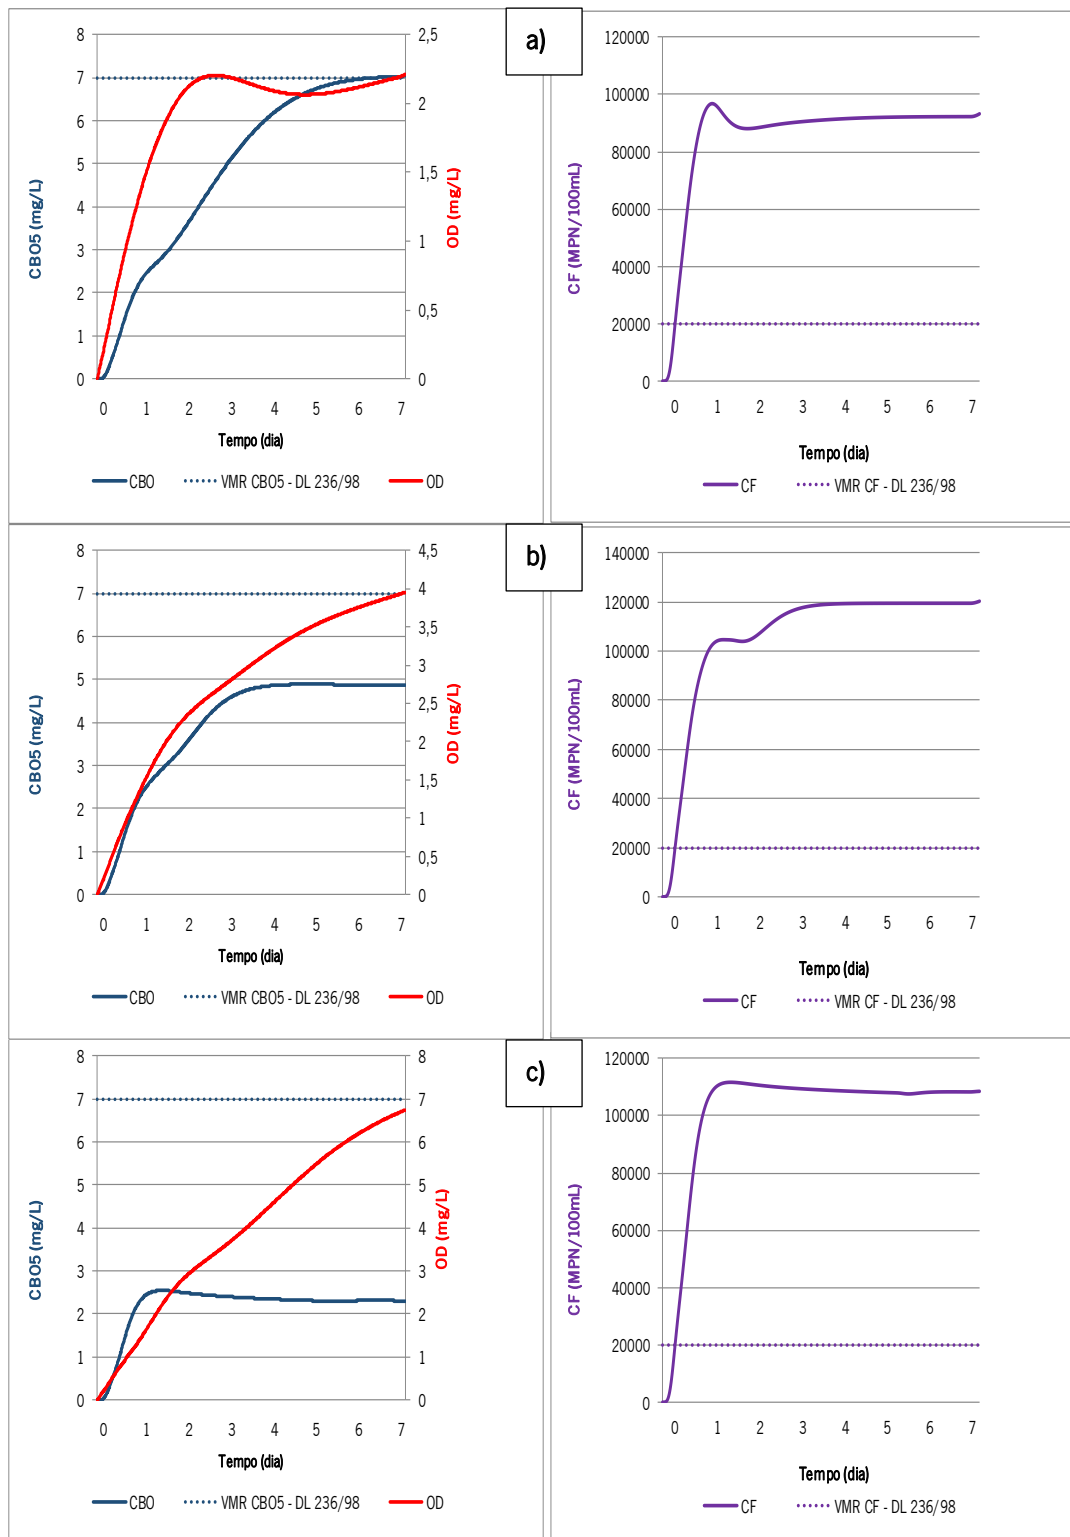 a)
8
7
6
5
4
3
2
1
0
2,5
2
1,5
1
0,5
0
CBO5 (mg/L)
OD (mg/L)
0 1 2 3 4 5 6 7
Tempo (dia)
CBO VMR CBO5 - DL 236/98 OD
120000
100000
80000
60000
40000
20000
0
CF (MPN/100mL)
0 1 2 3 4 5 6 7
Tempo (dia)
CF VMR CF - DL 236/98
b)
8
7
6
5
4
3
2
1
0
4,5
4
3,5
3
2,5
2
1,5
1
0,5
0
CBO5 (mg/L)
OD (mg/L)
0 1 2 3 4 5 6 7
Tempo (dia)
CBO VMR CBO5 - DL 236/98 OD
140000
120000
100000
80000
60000
40000
20000
0
CF (MPN/100mL)
0 1 2 3 4 5 6 7
Tempo (dia)
CF VMR CF - DL 236/98
c)
8
7
6
5
4
3
2
1
0
8
7
6
5
4
3
2
1
0
CBO5 (mg/L)
OD (mg/L)
0 1 2 3 4 5 6 7
Tempo (dia)
CBO VMR CBO5 - DL 236/98 OD
120000
100000
80000
60000
40000
20000
0
CF (MPN/100mL)
0 1 2 3 4 5 6 7
Tempo (dia)
CF VMR CF - DL 236/98